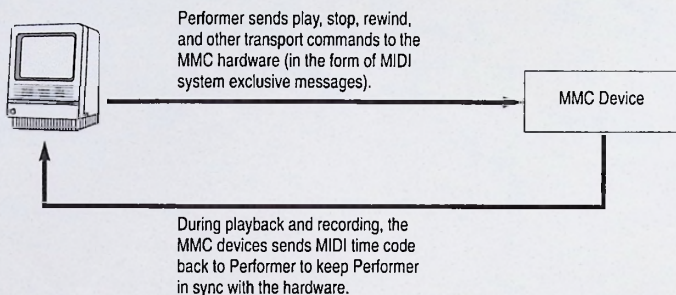 Performer sends play, stop, rewind,
and other transport commands to the
MMC hardware (in the form of MIDI
system exclusive messages).
MMC Device
During playback and recording, the
MMC devices sends MIDI time code
back to Performer to keep Performer
in sync with the hardware.